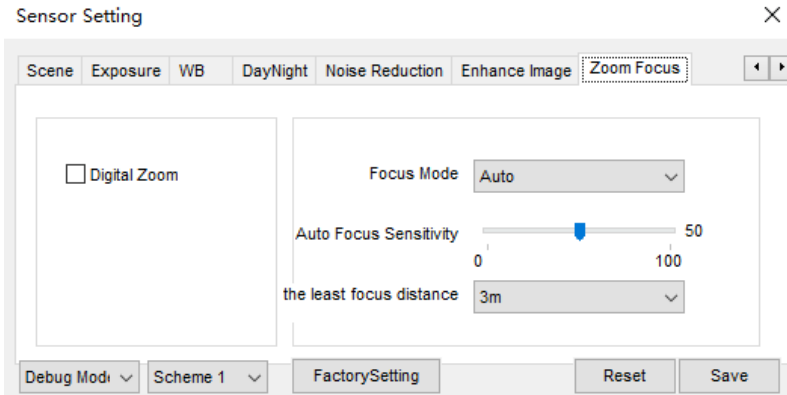 Sensor Setting
Scene Exposure WB DayNight Noise Reduction Enhance Image Zoom Focus
Digital Zoom
Focus Mode Auto
Auto Focus Sensitivity 50
0 100
the least focus distance 3m
Debug Mode Scheme 1 FactorySetting Reset Save